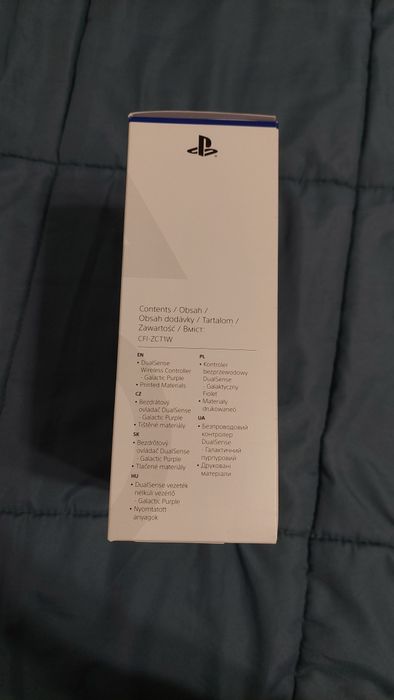 Contents / Obsah /
Obsah dodávky / Tartalom /
Zawartość / Вміст:
CFI-ZCT1W
EN
• DualSense
Wireless Controller
- Galactic Purple
• Printed Materials
CZ
• Bezdrátový
ovladač DualSense
- Galactic Purple
• Tištěné materiály
SK
• Bezdrôtový
ovládač DualSense
- Galactic Purple
• Tlačené materiály
HU
• DualSense vezeték
nélküli vezérlő
- Galactic Purple
• Nyomtatott
anyagok
PL
• Kontroler
bezprzewodowy
DualSense
- Galaktyczny
Fiolet
• Materiały
drukowane
UA
• Безпроводовий
контролер
DualSense
- Галактичний
пурпуровий
• Друковані
матеріали